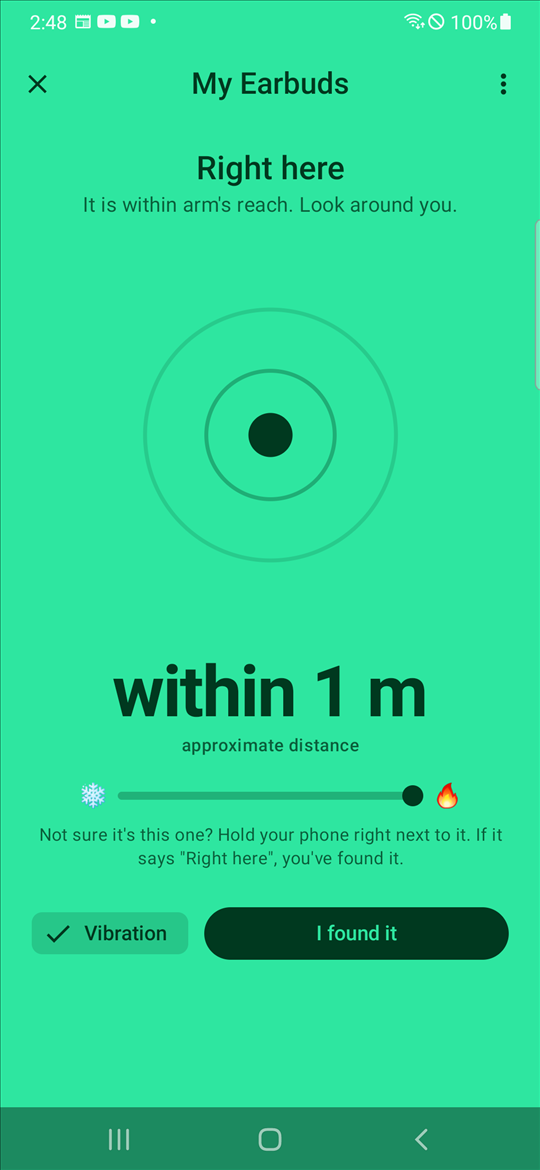 2:48
100%
My Earbuds
Right here
It is within arm's reach. Look around you.
within 1 m
approximate distance
Not sure it's this one? Hold your phone right next to it. If it
says "Right here", you've found it.
Vibration
I found it